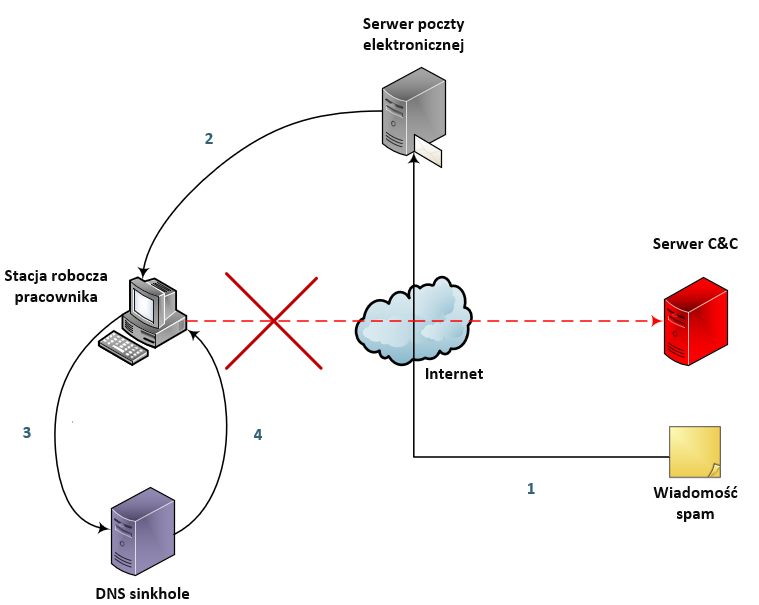 Serwer poczty
elektronicznej
2
Serwer C&C
Stacja robocza
pracownika
Internet
3
4
1
Wiadomość
spam
DNS sinkhole